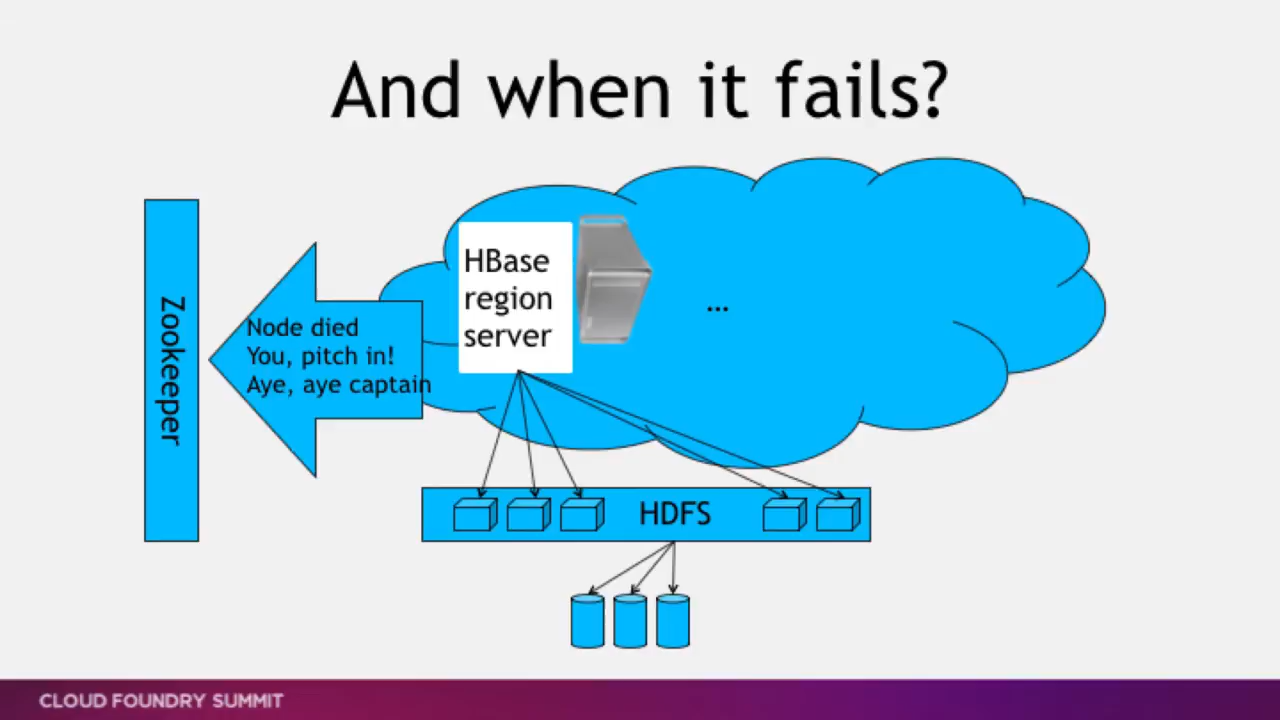 And when it fails?
Zookeeper
Node died
You, pitch in!
Aye, aye captain
HBase
region
server
...
HDFS
CLOUD FOUNDRY SUMMIT